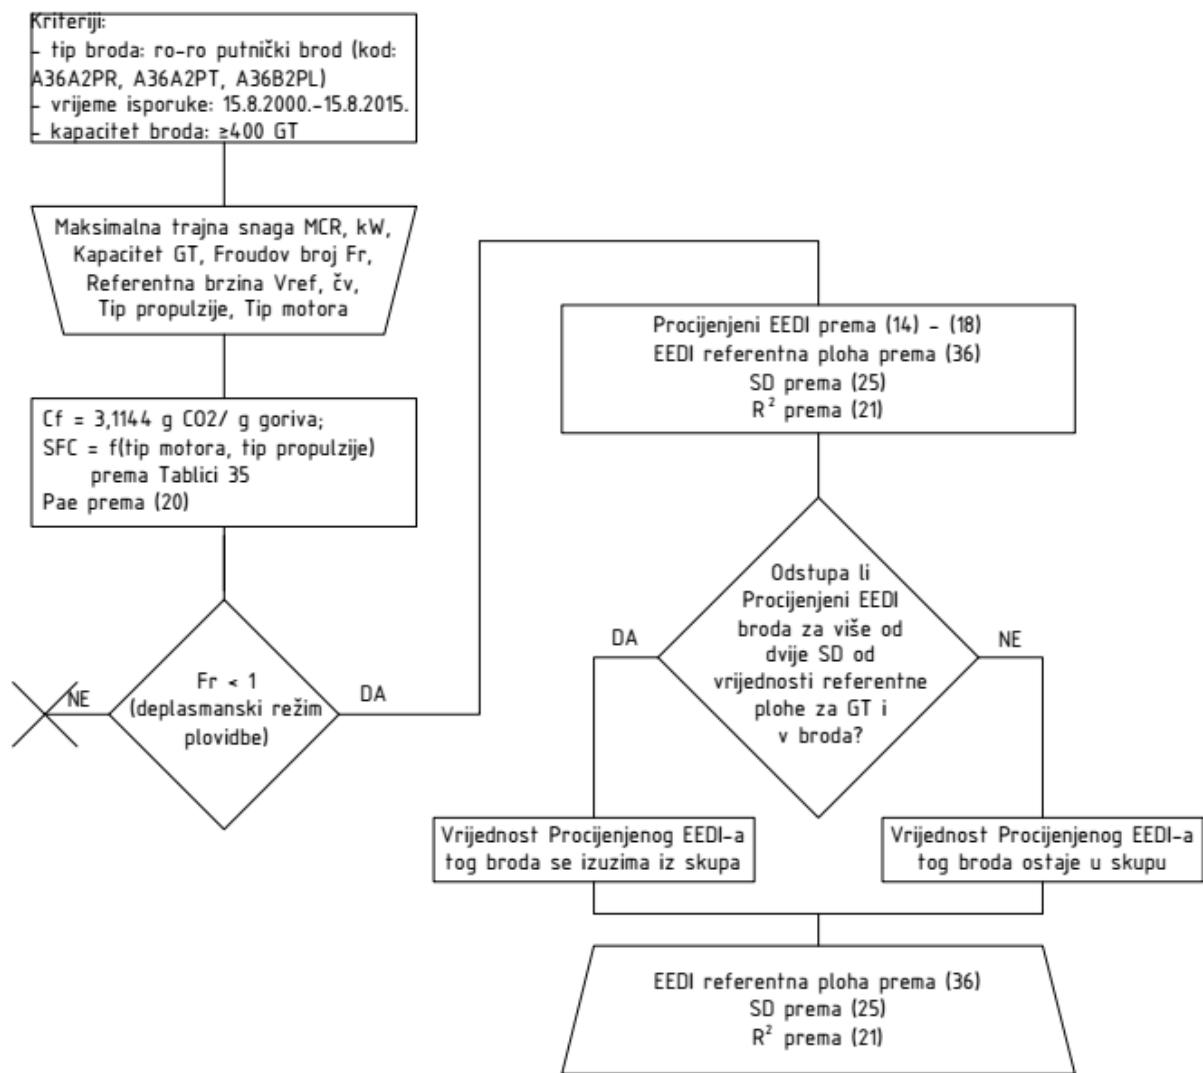 Kriteriji:
- tip broda: ro-ro putnički brod (kod:
A36A2PR, A36A2PT, A36B2PL)
- vrijeme isporuke: 15.8.2000.-15.8.2015.
- kapacitet broda: ≥400 GT
Maksimalna trajna snaga MCR, kW,
Kapacitet GT, Froudov broj Fr,
Referentna brzina Vref, čv,
Tip propulzije, Tip motora
Cf = 3,1144 g CO2/ g goriva;
SFC = f(tip motora, tip propulzije)
prema Tablici 35
Pae prema (20)
Fr < 1
(deplasmanski režim
plovidbe)
NE
DA
Procijenjeni EEDI prema (14) - (18)
EEDI referentna ploha prema (36)
SD prema (25)
R² prema (21)
Odstupa li
Procijenjeni EEDI
broda za više od
dvije SD od
vrijednosti referentne
plohe za GT i
v broda?
DA
NE
Vrijednost Procijenjenog EEDI-a
tog broda se izuzima iz skupa
Vrijednost Procijenjenog EEDI-a
tog broda ostaje u skupu
EEDI referentna ploha prema (36)
SD prema (25)
R² prema (21)